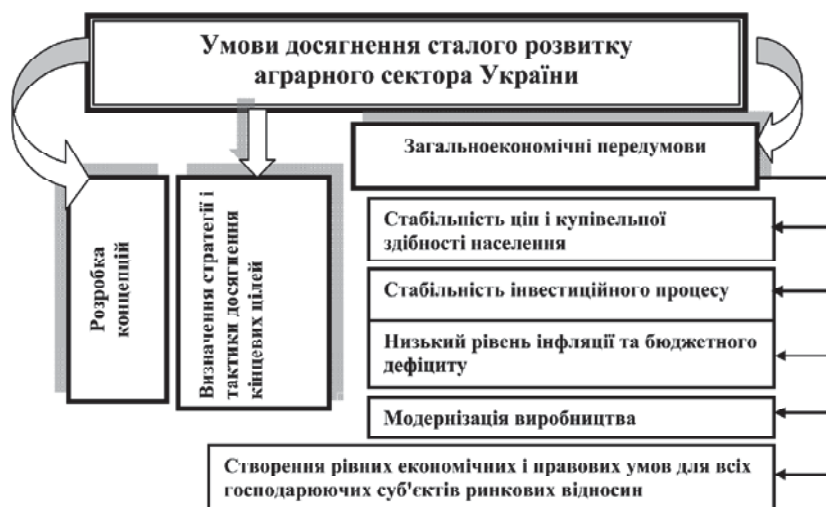 Умови досягнення сталого розвитку
аграрного сектора України
Загальноекономічні передумови
Розробка
концепцій
Визначення стратегії і
тактики досягнення
кінцевих цілей
Стабільність цін і купівельної
здібності населення
Стабільність інвестиційного процесу
Низький рівень інфляції та бюджетного
дефіциту
Модернізація виробництва
Створення рівних економічних і правових умов для всіх
господарюючих суб'єктів ринкових відносин